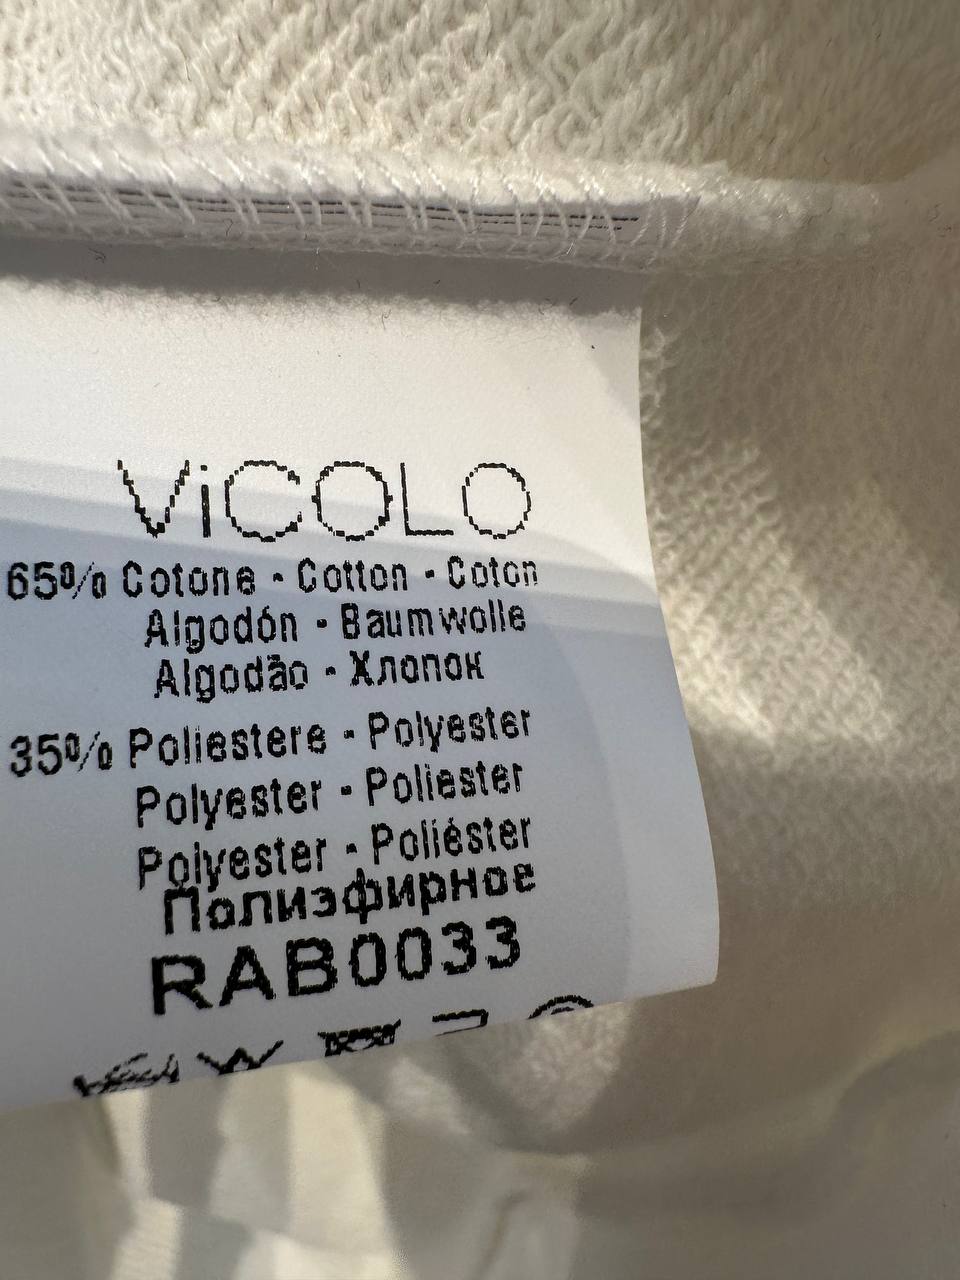 ViCOLO
65% Cotone - Cotton - Coton
Algodón - Baumwolle
Algodão - Хлопок
35% Poliestere - Polyester
Polyester - Poliester
Polyester - Poliéster
Полиэфирное
RAB0033